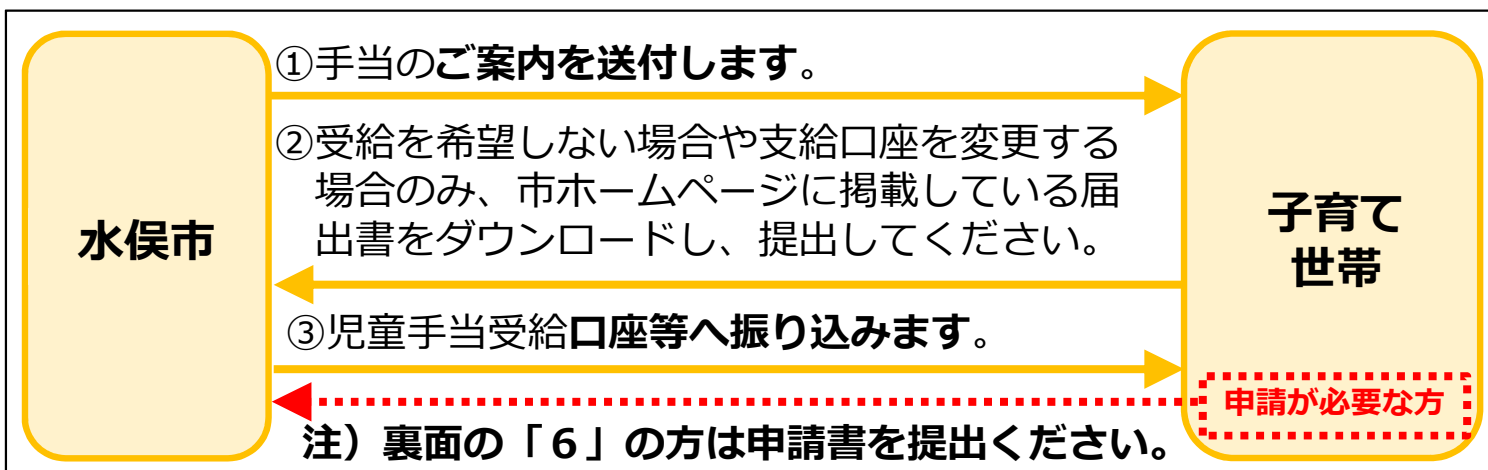 水俣市
①手当のご案内を送付します。
②受給を希望しない場合や支給口座を変更する
場合のみ、市ホームページに掲載している届
出書をダウンロードし、提出してください。
③児童手当受給口座等へ振り込みます。
子育て
世帯
申請が必要な方
注）裏面の「６」の方は申請書を提出ください。